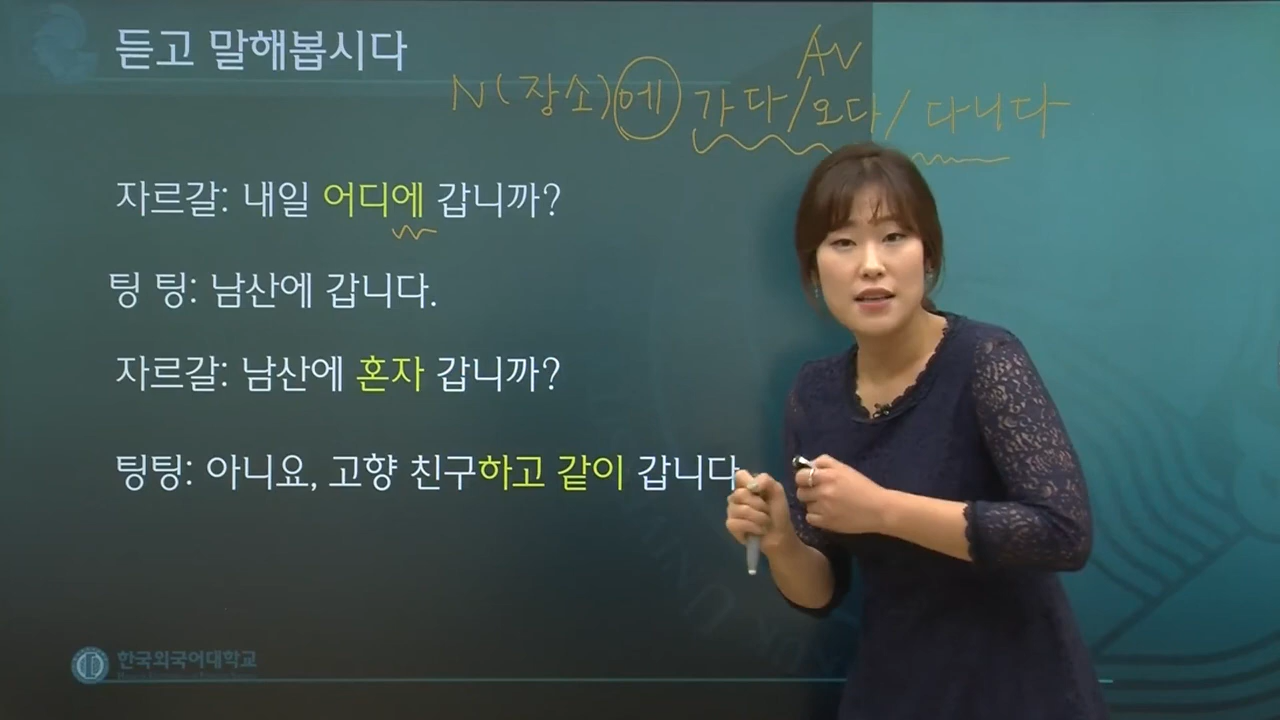 듣고 말해봅시다
AV
N(장소)에 간다/오다/다니다
자르갈: 내일 어디에 갑니까?
팅 팅: 남산에 갑니다.
자르갈: 남산에 혼자 갑니까?
팅팅: 아니요, 고향 친구하고 같이 갑니다
한국외국어대학교